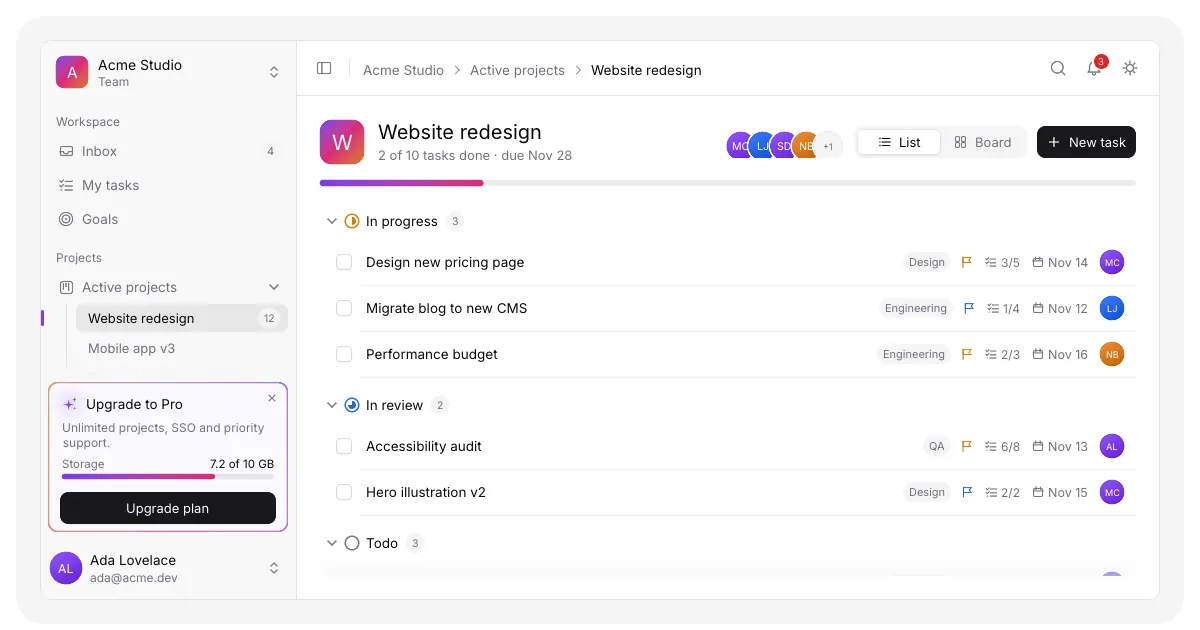 A
Acme Studio
Team
Workspace
Inbox 4
My tasks
Goals
Projects
Active projects
Website redesign 12
Mobile app v3
Upgrade to Pro
Unlimited projects, SSO and priority
support.
Storage 7.2 of 10 GB
Upgrade plan
AL
Ada Lovelace
ada@acme.dev
Acme Studio Active projects Website redesign
3
W
Website redesign
2 of 10 tasks done · due Nov 28
MC LJ SD NB +1
List Board
New task
In progress 3
Design new pricing page Design 3/5 Nov 14 MC
Migrate blog to new CMS Engineering 1/4 Nov 12 LJ
Performance budget Engineering 2/3 Nov 16 NB
In review 2
Accessibility audit QA 6/8 Nov 13 AL
Hero illustration v2 Design 2/2 Nov 15 MC
Todo 3